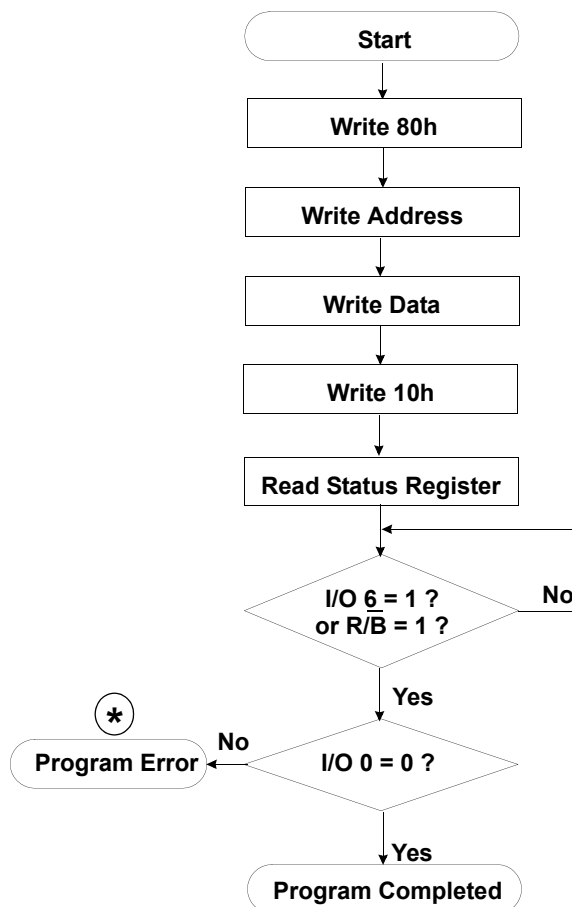 Start
Write 80h
Write Address
Write Data
Write 10h
Read Status Register
I/O 6 = 1 ?
or R/B̅ = 1 ?
No
Yes
*
No
Program Error
I/O 0 = 0 ?
Yes
Program Completed